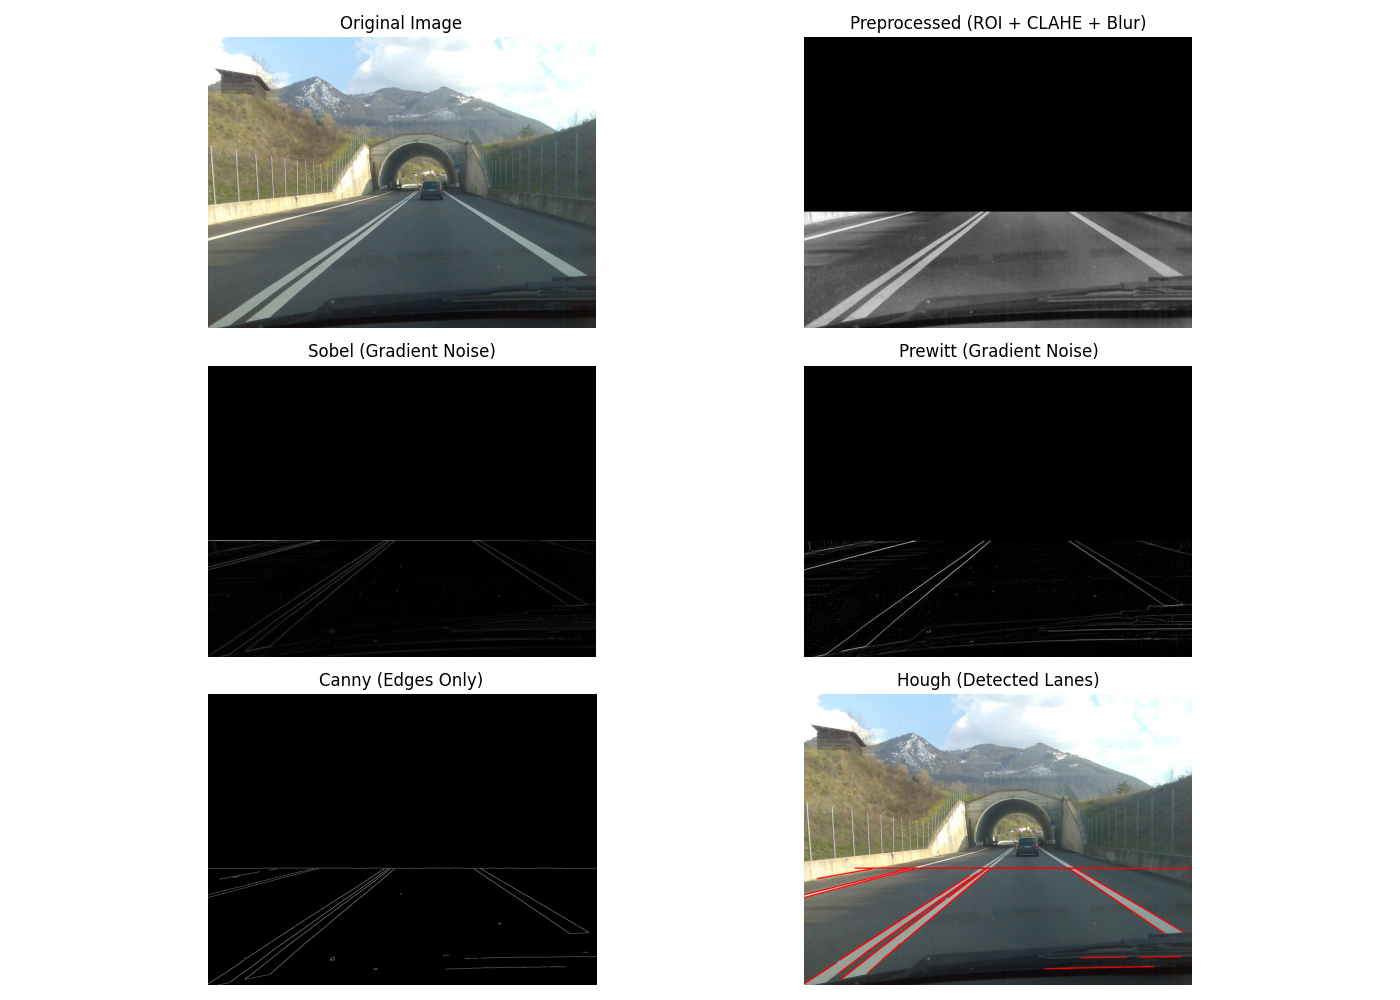 Original Image
Preprocessed (ROI + CLAHE + Blur)
Sobel (Gradient Noise)
Prewitt (Gradient Noise)
Canny (Edges Only)
Hough (Detected Lanes)